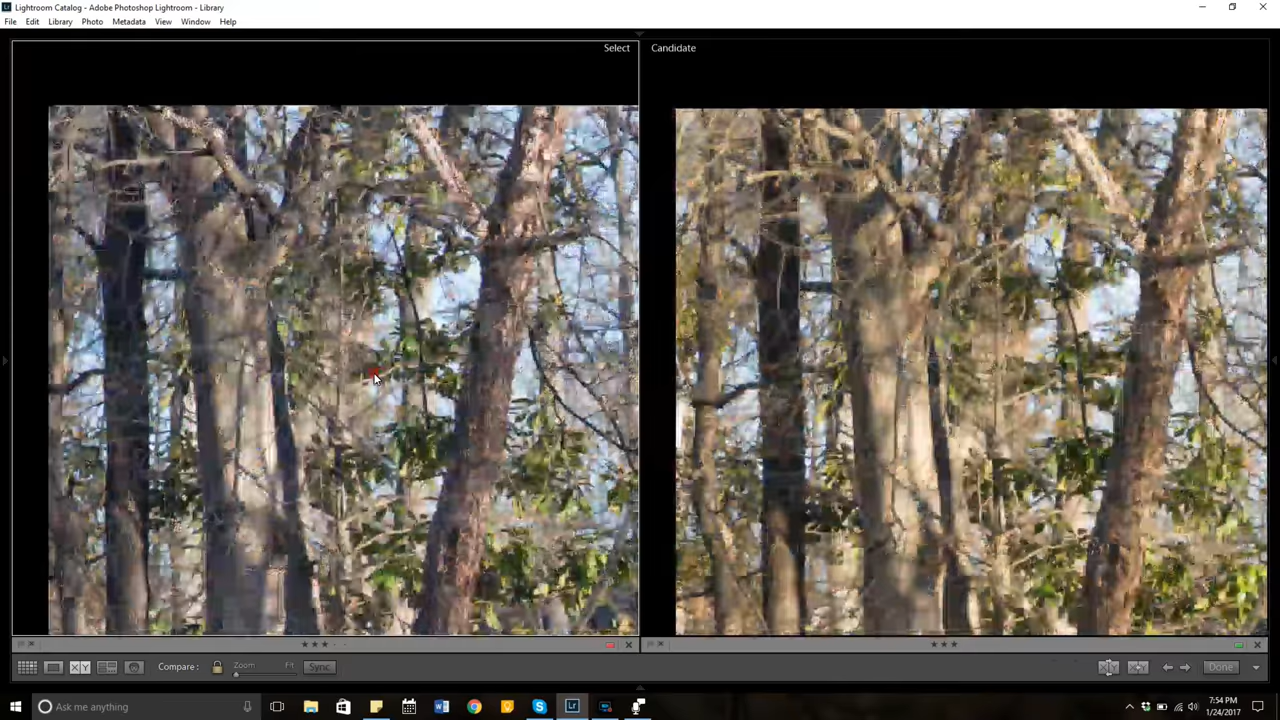 Lightroom Catalog - Adobe Photoshop Lightroom - Library
File Edit Library Photo Metadata View Window Help
Select
Candidate
Compare :
Zoom
Fit
Sync
Done
Ask me anything
7:54 PM
1/24/2017